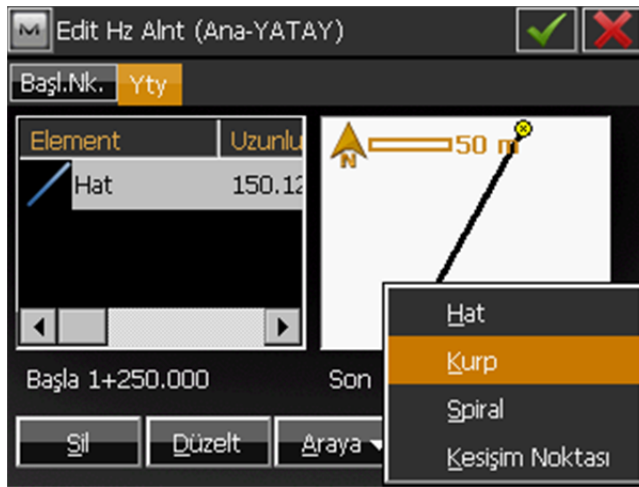 Edit Hz Alnt (Ana-YATAY)
Başl.Nk. Yty
Element Uzunlu
Hat 150.12
50 m
N
Hat
Kurp
Spiral
Kesişim Noktası
Başla 1+250.000 Son
Sil Düzelt Araya